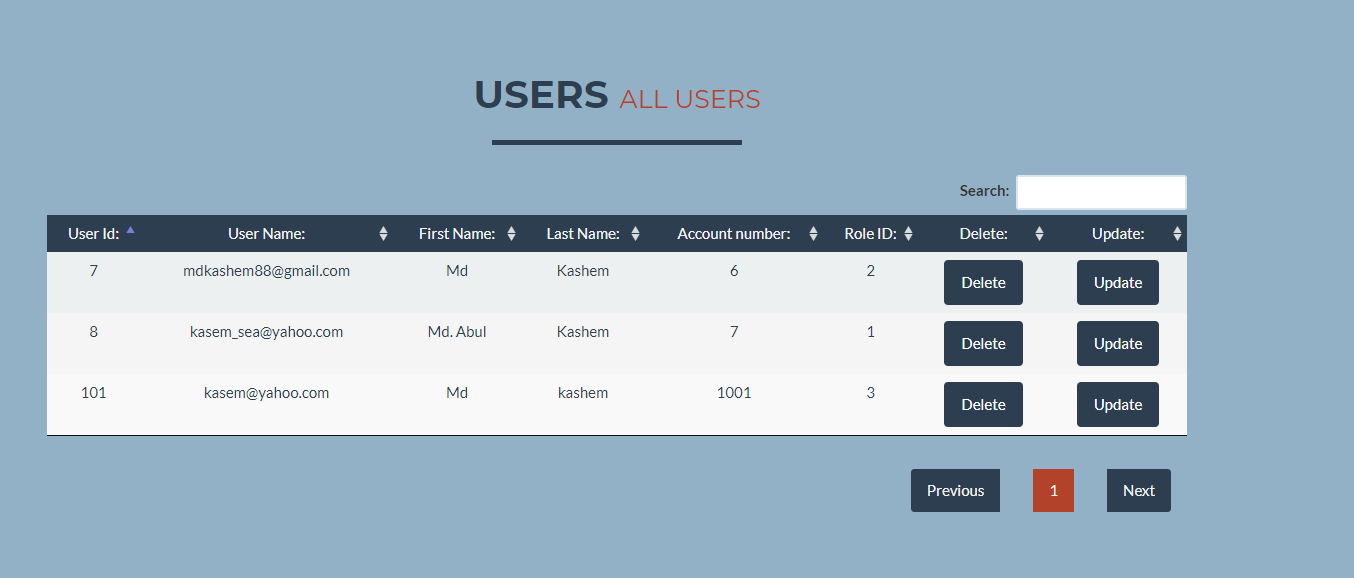 USERS ALL USERS
Search:
User Id: User Name: First Name: Last Name: Account number: Role ID: Delete: Update:
7 mdkashem88@gmail.com Md Kashem 6 2 Delete Update
8 kasem_sea@yahoo.com Md. Abul Kashem 7 1 Delete Update
101 kasem@yahoo.com Md kashem 1001 3 Delete Update
Previous 1 Next